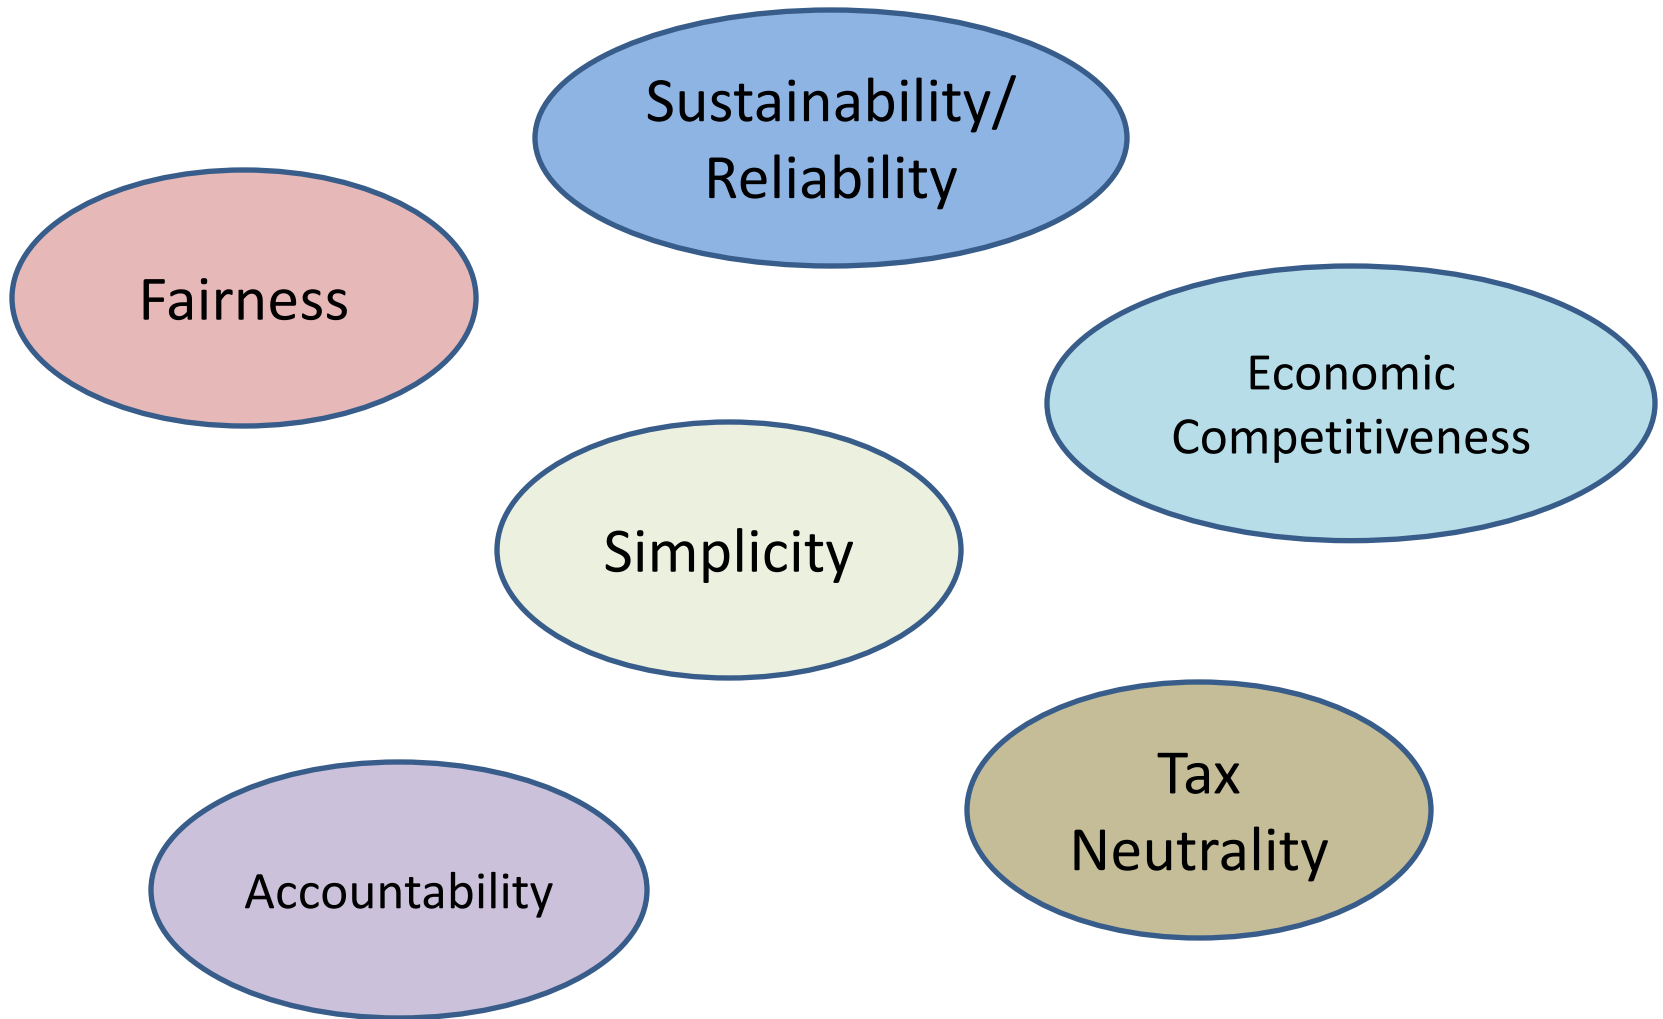 Sustainability/
Reliability
Fairness
Economic
Competitiveness
Simplicity
Tax
Neutrality
Accountability